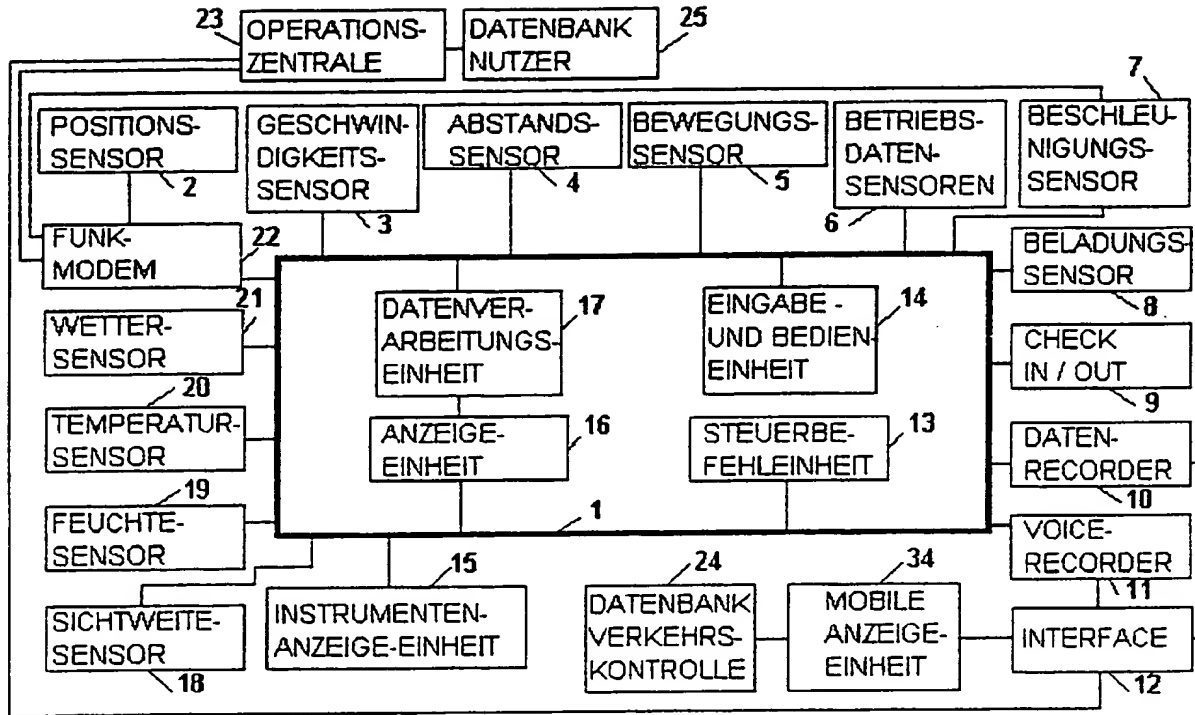 23
OPERATIONS-
ZENTRALE
DATENBANK
NUTZER
25
7
POSITIONS-
SENSOR
2
GESCHWIN-
DIGKEITS-
SENSOR
3
ABSTANDS-
SENSOR
4
BEWEGUNGS-
SENSOR
5
BETRIEBS-
DATEN-
SENSOREN
6
BESCHLEU-
NIGUNGS-
SENSOR
FUNK-
MODEM
22
BELADUNGS-
SENSOR
8
21
WETTER-
SENSOR
DATENVER-
ARBEITUNGS-
EINHEIT
17
EINGABE -
UND BEDIEN-
EINHEIT
14
CHECK
IN / OUT
9
20
TEMPERATUR-
SENSOR
ANZEIGE-
EINHEIT
16
STEUERBE-
FEHLEINHEIT
13
DATEN-
RECORDER
10
19
FEUCHTE-
SENSOR
1
VOICE-
RECORDER
11
15
INSTRUMENTEN-
ANZEIGE-EINHEIT
24
DATENBANK
VERKEHRS-
KONTROLLE
34
MOBILE
ANZEIGE-
EINHEIT
INTERFACE
12
SICHTWEITE-
SENSOR
18